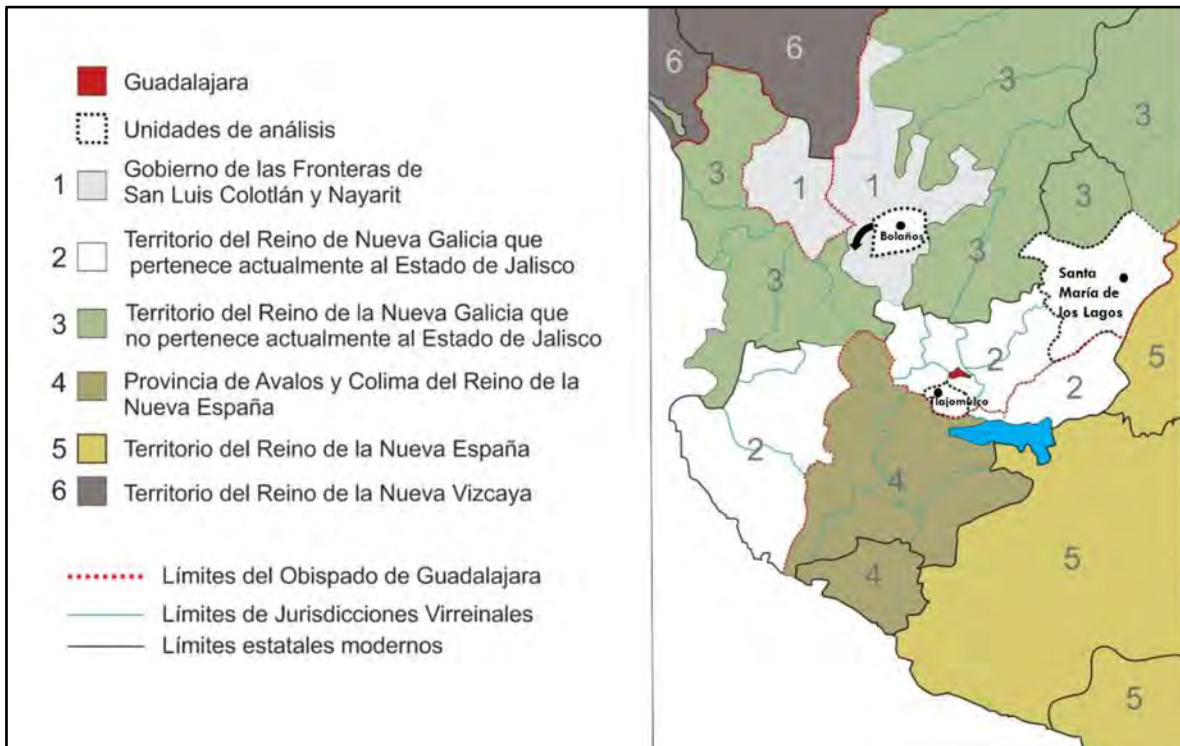 Guadalajara
Unidades de análisis
1 Gobierno de las Fronteras de
San Luis Colotlán y Nayarit
2 Territorio del Reino de Nueva Galicia que
pertenece actualmente al Estado de Jalisco
3 Territorio del Reino de la Nueva Galicia que
no pertenece actualmente al Estado de Jalisco
4 Provincia de Avalos y Colima del Reino de la
Nueva España
5 Territorio del Reino de la Nueva España
6 Territorio del Reino de la Nueva Vizcaya
Límites del Obispado de Guadalajara
Límites de Jurisdicciones Virreinales
Límites estatales modernos
6
6
3
3
3
1
1
3
Bolaños
3
3
Santa
María de
los Lagos
2
5
2
Tlajomulco
2
4
4
5
5